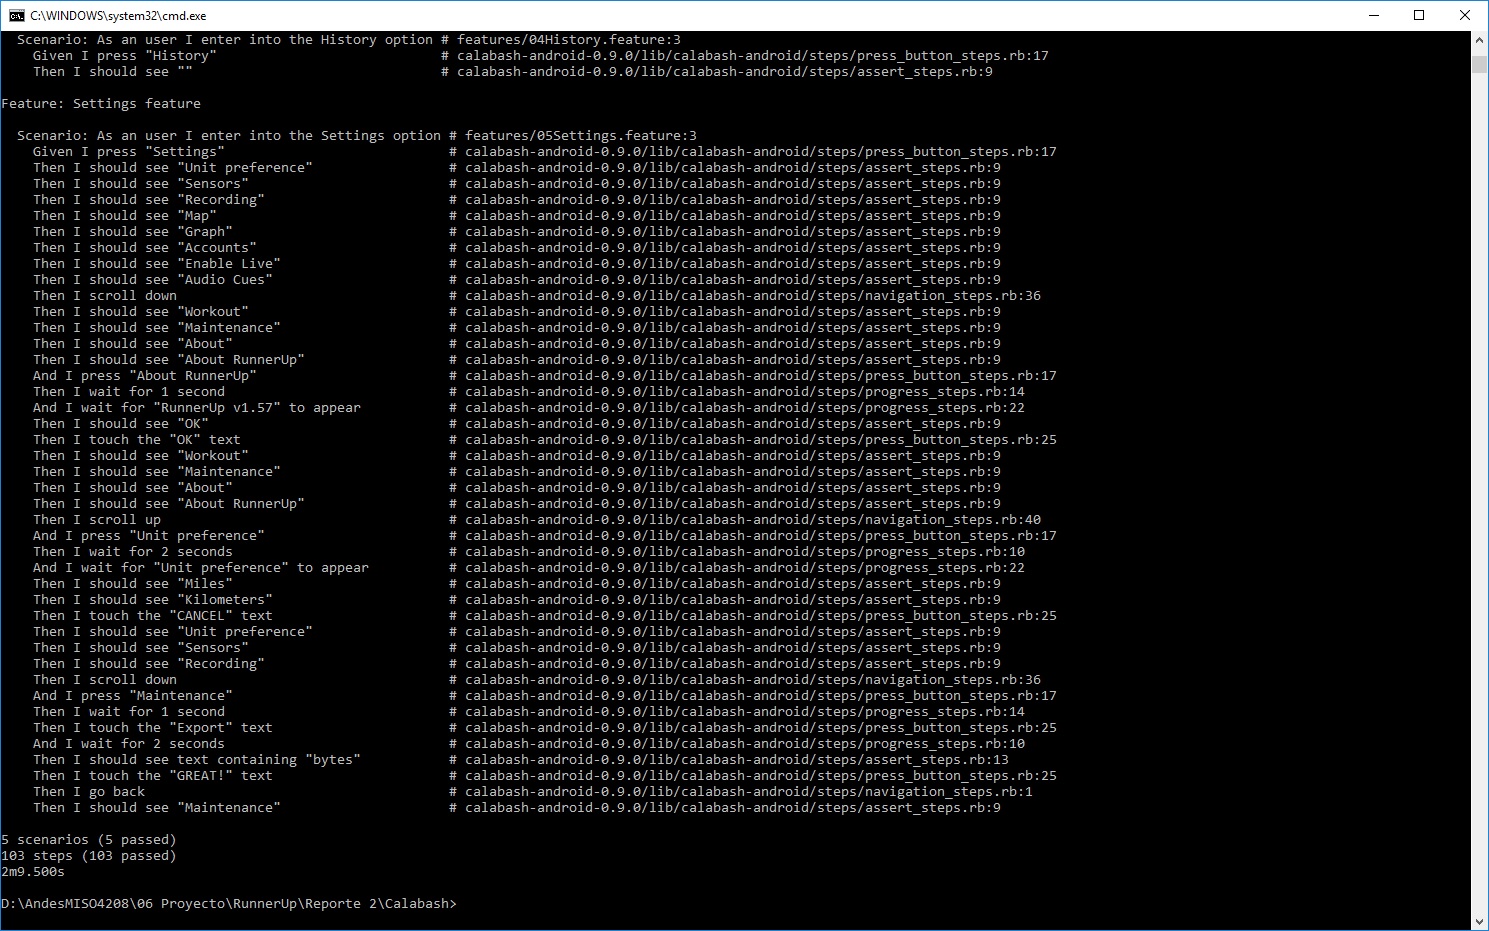 C:\WINDOWS\system32\cmd.exe
Scenario: As an user I enter into the History option # features/04History.feature:3
Given I press "History" # calabash-android-0.9.0/lib/calabash-android/steps/press_button_steps.rb:17
Then I should see "" # calabash-android-0.9.0/lib/calabash-android/steps/assert_steps.rb:9
Feature: Settings feature
Scenario: As an user I enter into the Settings option # features/05Settings.feature:3
Given I press "Settings" # calabash-android-0.9.0/lib/calabash-android/steps/press_button_steps.rb:17
Then I should see "Unit preference" # calabash-android-0.9.0/lib/calabash-android/steps/assert_steps.rb:9
Then I should see "Sensors" # calabash-android-0.9.0/lib/calabash-android/steps/assert_steps.rb:9
Then I should see "Recording" # calabash-android-0.9.0/lib/calabash-android/steps/assert_steps.rb:9
Then I should see "Map" # calabash-android-0.9.0/lib/calabash-android/steps/assert_steps.rb:9
Then I should see "Graph" # calabash-android-0.9.0/lib/calabash-android/steps/assert_steps.rb:9
Then I should see "Accounts" # calabash-android-0.9.0/lib/calabash-android/steps/assert_steps.rb:9
Then I should see "Enable Live" # calabash-android-0.9.0/lib/calabash-android/steps/assert_steps.rb:9
Then I should see "Audio Cues" # calabash-android-0.9.0/lib/calabash-android/steps/assert_steps.rb:9
Then I scroll down # calabash-android-0.9.0/lib/calabash-android/steps/navigation_steps.rb:36
Then I should see "Workout" # calabash-android-0.9.0/lib/calabash-android/steps/assert_steps.rb:9
Then I should see "Maintenance" # calabash-android-0.9.0/lib/calabash-android/steps/assert_steps.rb:9
Then I should see "About" # calabash-android-0.9.0/lib/calabash-android/steps/assert_steps.rb:9
Then I should see "About RunnerUp" # calabash-android-0.9.0/lib/calabash-android/steps/assert_steps.rb:9
And I press "About RunnerUp" # calabash-android-0.9.0/lib/calabash-android/steps/press_button_steps.rb:17
Then I wait for 1 second # calabash-android-0.9.0/lib/calabash-android/steps/progress_steps.rb:14
And I wait for "RunnerUp v1.57" to appear # calabash-android-0.9.0/lib/calabash-android/steps/progress_steps.rb:22
Then I should see "OK" # calabash-android-0.9.0/lib/calabash-android/steps/assert_steps.rb:9
Then I touch the "OK" text # calabash-android-0.9.0/lib/calabash-android/steps/press_button_steps.rb:25
Then I should see "Workout" # calabash-android-0.9.0/lib/calabash-android/steps/assert_steps.rb:9
Then I should see "Maintenance" # calabash-android-0.9.0/lib/calabash-android/steps/assert_steps.rb:9
Then I should see "About" # calabash-android-0.9.0/lib/calabash-android/steps/assert_steps.rb:9
Then I should see "About RunnerUp" # calabash-android-0.9.0/lib/calabash-android/steps/assert_steps.rb:9
Then I scroll up # calabash-android-0.9.0/lib/calabash-android/steps/navigation_steps.rb:40
And I press "Unit preference" # calabash-android-0.9.0/lib/calabash-android/steps/press_button_steps.rb:17
Then I wait for 2 seconds # calabash-android-0.9.0/lib/calabash-android/steps/progress_steps.rb:10
And I wait for "Unit preference" to appear # calabash-android-0.9.0/lib/calabash-android/steps/progress_steps.rb:22
Then I should see "Miles" # calabash-android-0.9.0/lib/calabash-android/steps/assert_steps.rb:9
Then I should see "Kilometers" # calabash-android-0.9.0/lib/calabash-android/steps/assert_steps.rb:9
Then I touch the "CANCEL" text # calabash-android-0.9.0/lib/calabash-android/steps/press_button_steps.rb:25
Then I should see "Unit preference" # calabash-android-0.9.0/lib/calabash-android/steps/assert_steps.rb:9
Then I should see "Sensors" # calabash-android-0.9.0/lib/calabash-android/steps/assert_steps.rb:9
Then I should see "Recording" # calabash-android-0.9.0/lib/calabash-android/steps/assert_steps.rb:9
Then I scroll down # calabash-android-0.9.0/lib/calabash-android/steps/navigation_steps.rb:36
And I press "Maintenance" # calabash-android-0.9.0/lib/calabash-android/steps/press_button_steps.rb:17
Then I wait for 1 second # calabash-android-0.9.0/lib/calabash-android/steps/progress_steps.rb:14
Then I touch the "Export" text # calabash-android-0.9.0/lib/calabash-android/steps/press_button_steps.rb:25
And I wait for 2 seconds # calabash-android-0.9.0/lib/calabash-android/steps/progress_steps.rb:10
Then I should see text containing "bytes" # calabash-android-0.9.0/lib/calabash-android/steps/assert_steps.rb:13
Then I touch the "GREAT!" text # calabash-android-0.9.0/lib/calabash-android/steps/press_button_steps.rb:25
Then I go back # calabash-android-0.9.0/lib/calabash-android/steps/navigation_steps.rb:1
Then I should see "Maintenance" # calabash-android-0.9.0/lib/calabash-android/steps/assert_steps.rb:9
5 scenarios (5 passed)
103 steps (103 passed)
2m9.500s
D:\AndesMISO4208\06 Proyecto\RunnerUp\Reporte 2\Calabash>